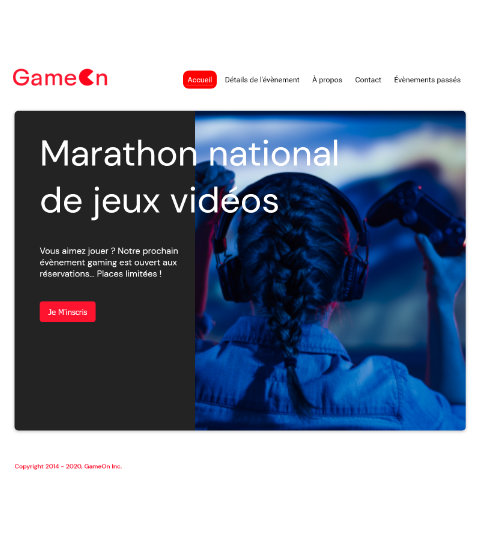 GameOn
Accueil Détails de l'évènement À propos Contact Évènements passés
Marathon national
de jeux vidéos
Vous aimez jouer ? Notre prochain
évènement gaming est ouvert aux
réservations... Places limitées !
Je M'inscris
Copyright 2014 - 2020, GameOn Inc.